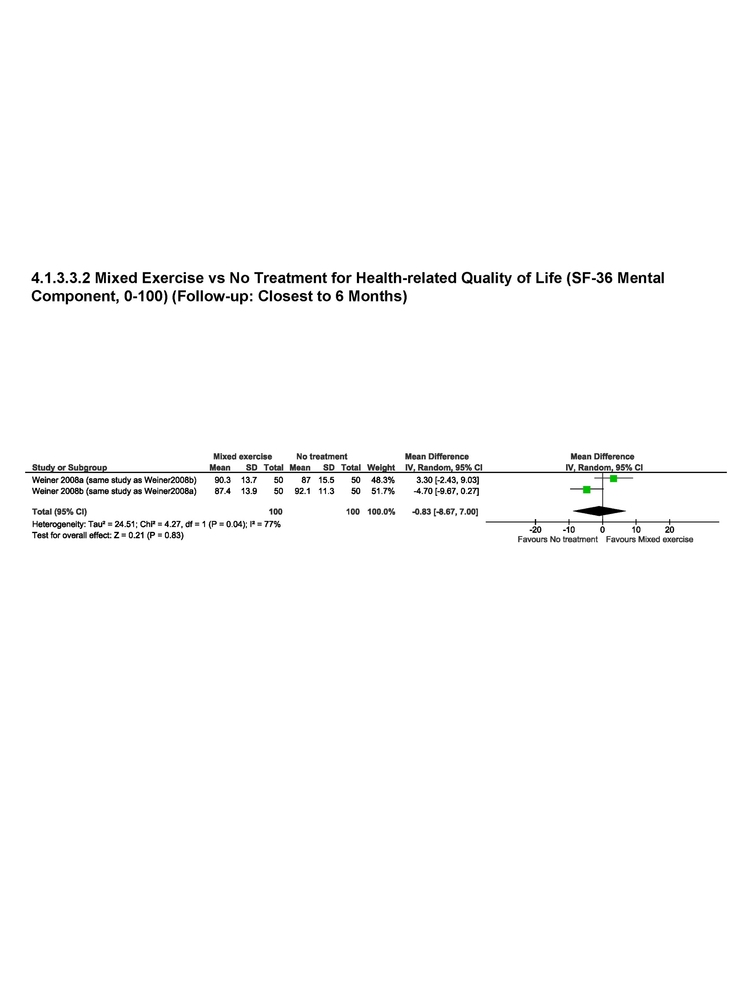 4.1.3.3.2 Mixed Exercise vs No Treatment for Health-related Quality of Life (SF-36 Mental
Component, 0-100) (Follow-up: Closest to 6 Months)
Mixed exercise No treatment Mean Difference Mean Difference
Study or Subgroup Mean SD Total Mean SD Total Weight IV, Random, 95% CI IV, Random, 95% CI
Weiner 2008a (same study as Weiner2008b) 90.3 13.7 50 87 15.5 50 48.3% 3.30 [-2.43, 9.03]
Weiner 2008b (same study as Weiner2008a) 87.4 13.9 50 92.1 11.3 50 51.7% -4.70 [-9.67, 0.27]
Total (95% CI) 100 100 100.0% -0.83 [-8.67, 7.00]
Heterogeneity: Tau² = 24.51; Chi² = 4.27, df = 1 (P = 0.04); I² = 77%
Test for overall effect: Z = 0.21 (P = 0.83)
-20 -10 0 10 20
Favours No treatment Favours Mixed exercise